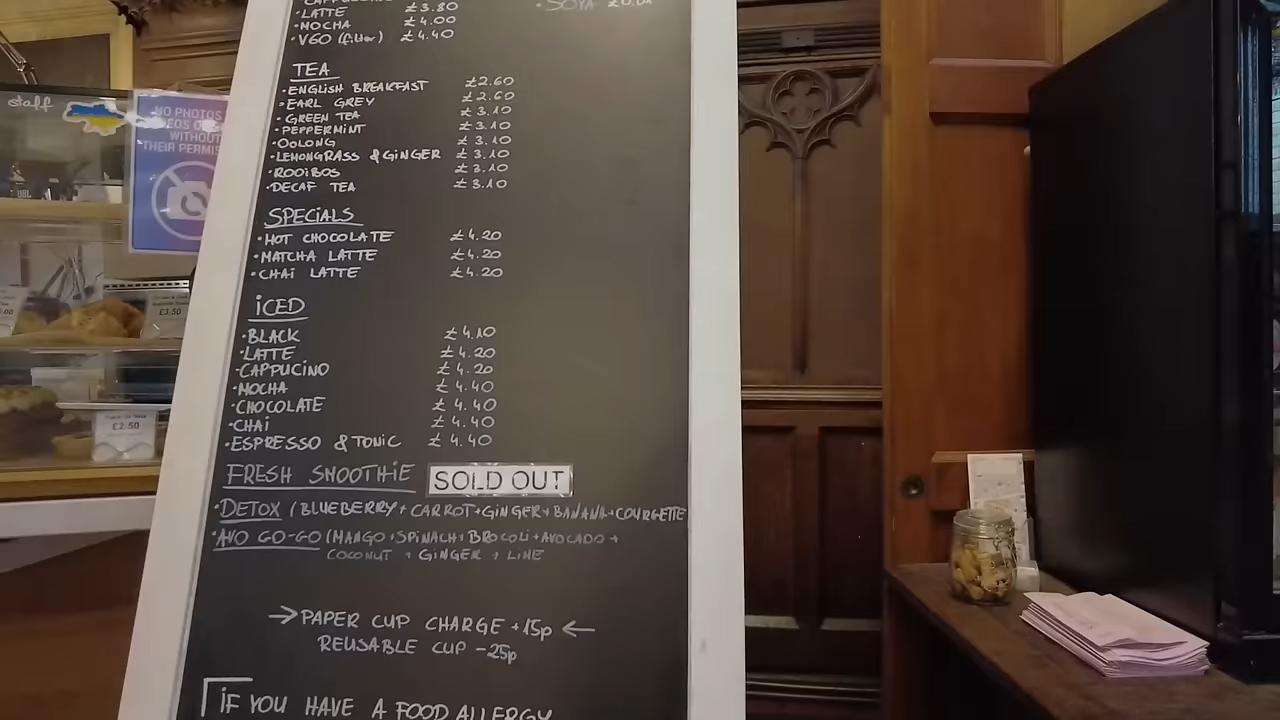 LATTE £3.80
·MOCHA £4.00
·V60 (filter) £4.40
·SOYA
TEA
·ENGLISH BREAKFAST £2.60
·EARL GREY £2.60
·GREEN TEA £3.10
·PEPPERMINT £3.10
·OOLONG £3.10
·LEMONGRASS & GINGER £3.10
·ROOIBOS £3.10
·DECAF TEA £3.10
SPECIALS
·HOT CHOCOLATE £4.20
·MATCHA LATTE £4.20
·CHAI LATTE £4.20
ICED
·BLACK £4.10
·LATTE £4.20
·CAPPUCINO £4.20
·MOCHA £4.40
·CHOCOLATE £4.40
·CHAI £4.40
·ESPRESSO & TONIC £4.40
FRESH SMOOTHIE SOLD OUT
·DETOX (BLUEBERRY + CARROT + GINGER + BANANA + COURGETTE
·AVO GO-GO (MANGO + SPINACH + BROCOLI + AVOCADO +
COCONUT + GINGER + LIME
→ PAPER CUP CHARGE +15p ←
REUSABLE CUP -25p
IF YOU HAVE A FOOD ALLERGY
staff
NO PHOTOS
WITHOUT
THEIR
£3.50
£2.50